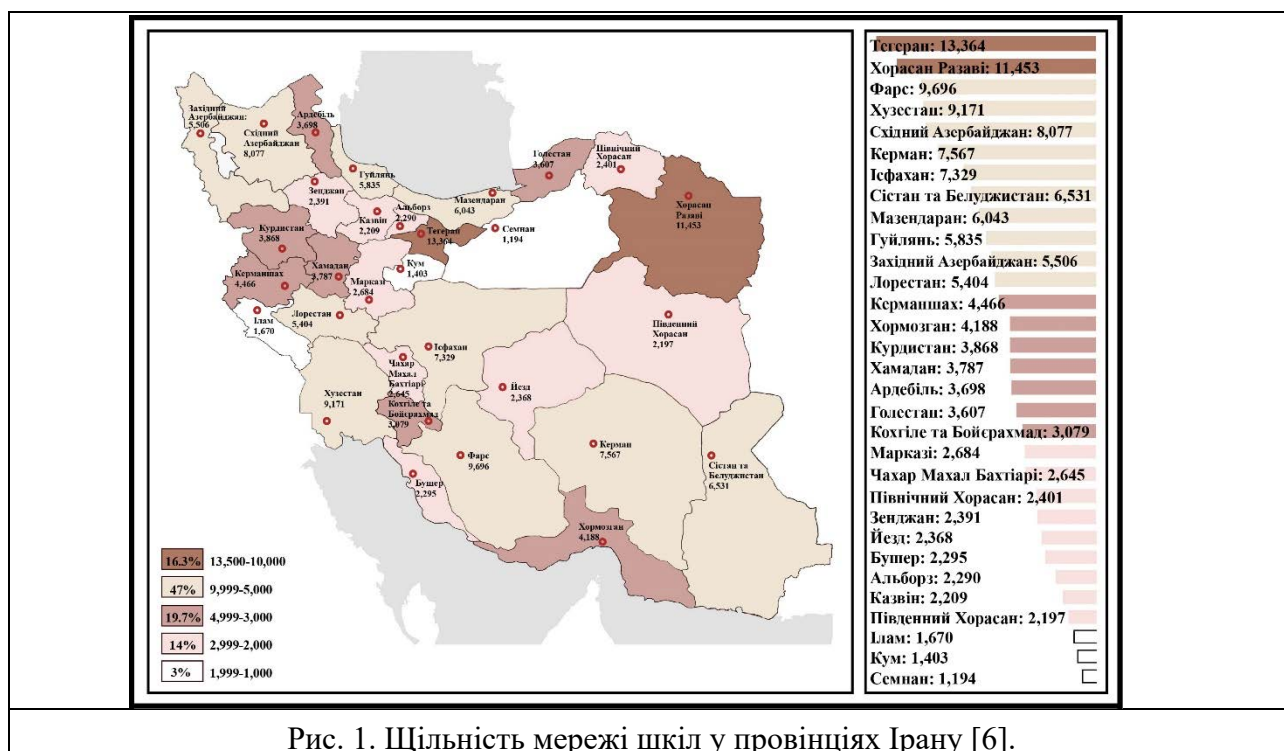 Західний
Азербайджан:
5,506
Східний
Азербайджан
8,077
Ардебіль
3,698
Гуйлянь
5,835
Зенджан
2,391
Казвін
2,209
Альборз
2,290
Тегеран
13,364
Мазендаран
6,043
Семнан
1,194
Голестан
3,607
Північний
Хорасан
2,401
Хорасан
Разаві
11,453
Курдистан
3,868
Керманшах
4,466
Хамадан
3,787
Марказі
2,684
Кум
1,403
Ілам
1,670
Лорестан
5,404
Ісфахан
7,329
Південний
Хорасан
2,197
Чахар
Махал
Бахтіарі
2,645
Йезд
2,368
Хузестан
9,171
Кохгіле та
Бойєрахмад
3,079
Фарс
9,696
Керман
7,567
Сістан та
Белуджистан
6,531
Бушер
2,295
Хормозган
4,188
16.3% 13,500-10,000
47% 9,999-5,000
19.7% 4,999-3,000
14% 2,999-2,000
3% 1,999-1,000
Тегеран: 13,364
Хорасан Разаві: 11,453
Фарс: 9,696
Хузестан: 9,171
Східний Азербайджан: 8,077
Керман: 7,567
Ісфахан: 7,329
Сістан та Белуджистан: 6,531
Мазендаран: 6,043
Гуйлянь: 5,835
Західний Азербайджан: 5,506
Лорестан: 5,404
Керманшах: 4,466
Хормозган: 4,188
Курдистан: 3,868
Хамадан: 3,787
Ардебіль: 3,698
Голестан: 3,607
Кохгіле та Бойєрахмад: 3,079
Марказі: 2,684
Чахар Махал Бахтіарі: 2,645
Північний Хорасан: 2,401
Зенджан: 2,391
Йезд: 2,368
Бушер: 2,295
Альборз: 2,290
Казвін: 2,209
Південний Хорасан: 2,197
Ілам: 1,670
Кум: 1,403
Семнан: 1,194
Рис. 1. Щільність мережі шкіл у провінціях Ірану [6].